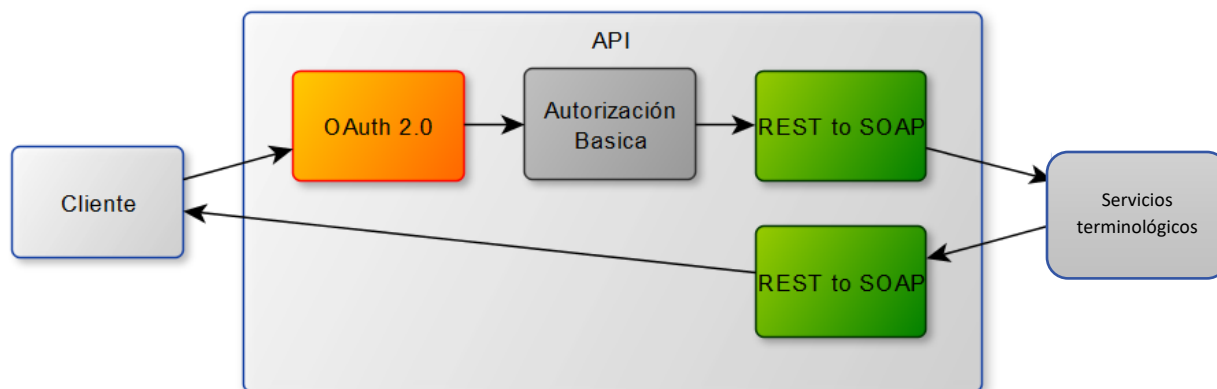 API
OAuth 2.0
Autorización
Basica
REST to SOAP
Cliente
Servicios
terminológicos
REST to SOAP